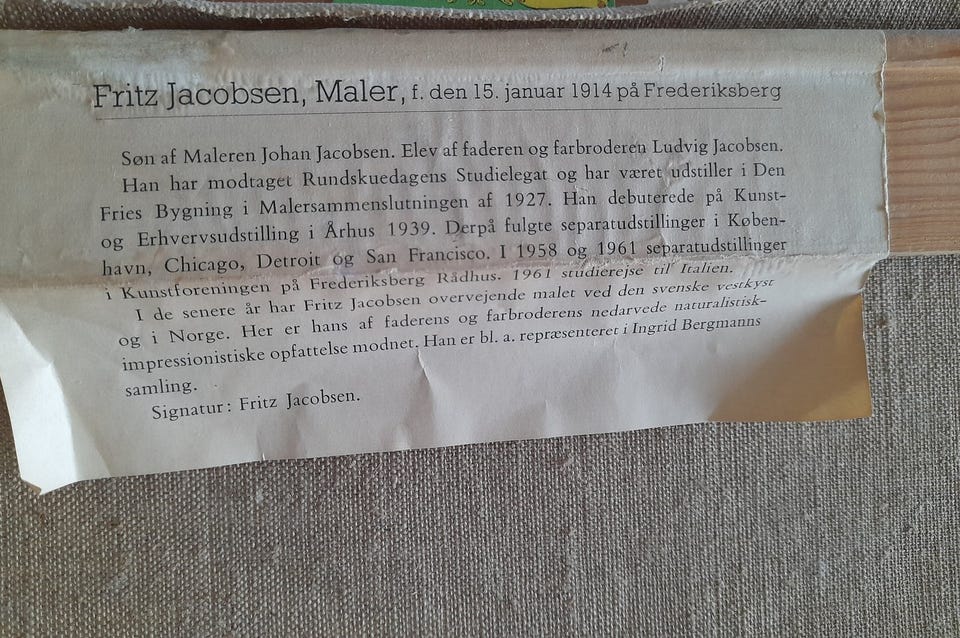 Fritz Jacobsen, Maler, f. den 15. januar 1914 på Frederiksberg
Søn af Maleren Johan Jacobsen. Elev af faderen og farbroderen Ludvig Jacobsen.
Han har modtaget Rundskuedagens Studielegat og har været udstiller i Den
Fries Bygning i Malersammenslutningen af 1927. Han debuterede på Kunst-
og Erhvervsudstilling i Århus 1939. Derpå fulgte separatudstillinger i Køben-
havn, Chicago, Detroit og San Francisco. I 1958 og 1961 separatudstillinger
i Kunstforeningen på Frederiksberg Rådhus. 1961 studierejse til Italien.
I de senere år har Fritz Jacobsen overvejende malet ved den svenske vestkyst
og i Norge. Her er hans af faderens og farbroderens nedarvede naturalistisk-
impressionistiske opfattelse modnet. Han er bl. a. repræsenteret i Ingrid Bergmanns
samling.
Signatur: Fritz Jacobsen.